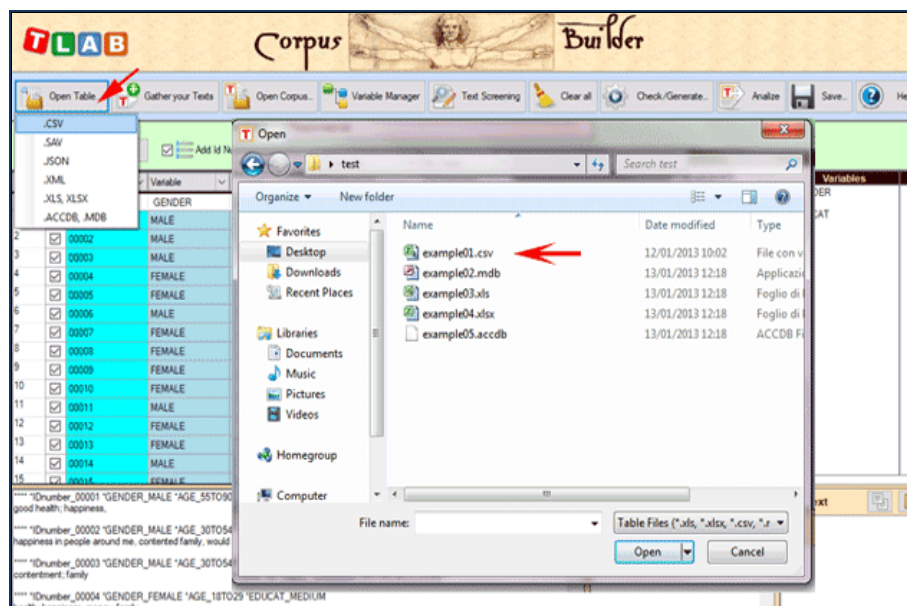 TLAB Corpus Builder
Open Table Gather your Texts Open Corpus.. Variable Manager Text Screening Clear all Check/Generate.. Analize Save.. He
.CSV
.SAV
.JSON
.XML
.XLS, XLSX
.ACCDB, .MDB
Add Id
Variable
GENDER
MALE
2 00002 MALE
3 00003 MALE
4 00004 FEMALE
5 00005 FEMALE
6 00006 MALE
7 00007 FEMALE
8 00008 FEMALE
9 00009 FEMALE
10 00010 FEMALE
11 00011 MALE
12 00012 FEMALE
13 00013 FEMALE
14 00014 MALE
15 00015 FEMALE
Open
test
Search test
Organize New folder
Favorites
Desktop
Downloads
Recent Places
Libraries
Documents
Music
Pictures
Videos
Homegroup
Computer
Name Date modified Type
example01.csv 12/01/2013 10:02 File con v
example02.mdb 13/01/2013 12:18 Applicazio
example03.xls 13/01/2013 12:18 Foglio di
example04.xlsx 13/01/2013 12:18 Foglio di
example05.accdb 13/01/2013 12:18 ACCDB Fi
File name: Table Files (*.xls, *.xlsx, *.csv, *.r
Open Cancel
Variables
DER
CAT
ext
**** *IDnumber_00001 *GENDER_MALE *AGE_55TO90
good health; happiness,
**** *IDnumber_00002 *GENDER_MALE *AGE_30TO54
happiness in people around me, contented family, would
**** *IDnumber_00003 *GENDER_MALE *AGE_30TO54
contentment; family
**** *IDnumber_00004 *GENDER_FEMALE *AGE_18TO29 *EDUCAT_MEDIUM